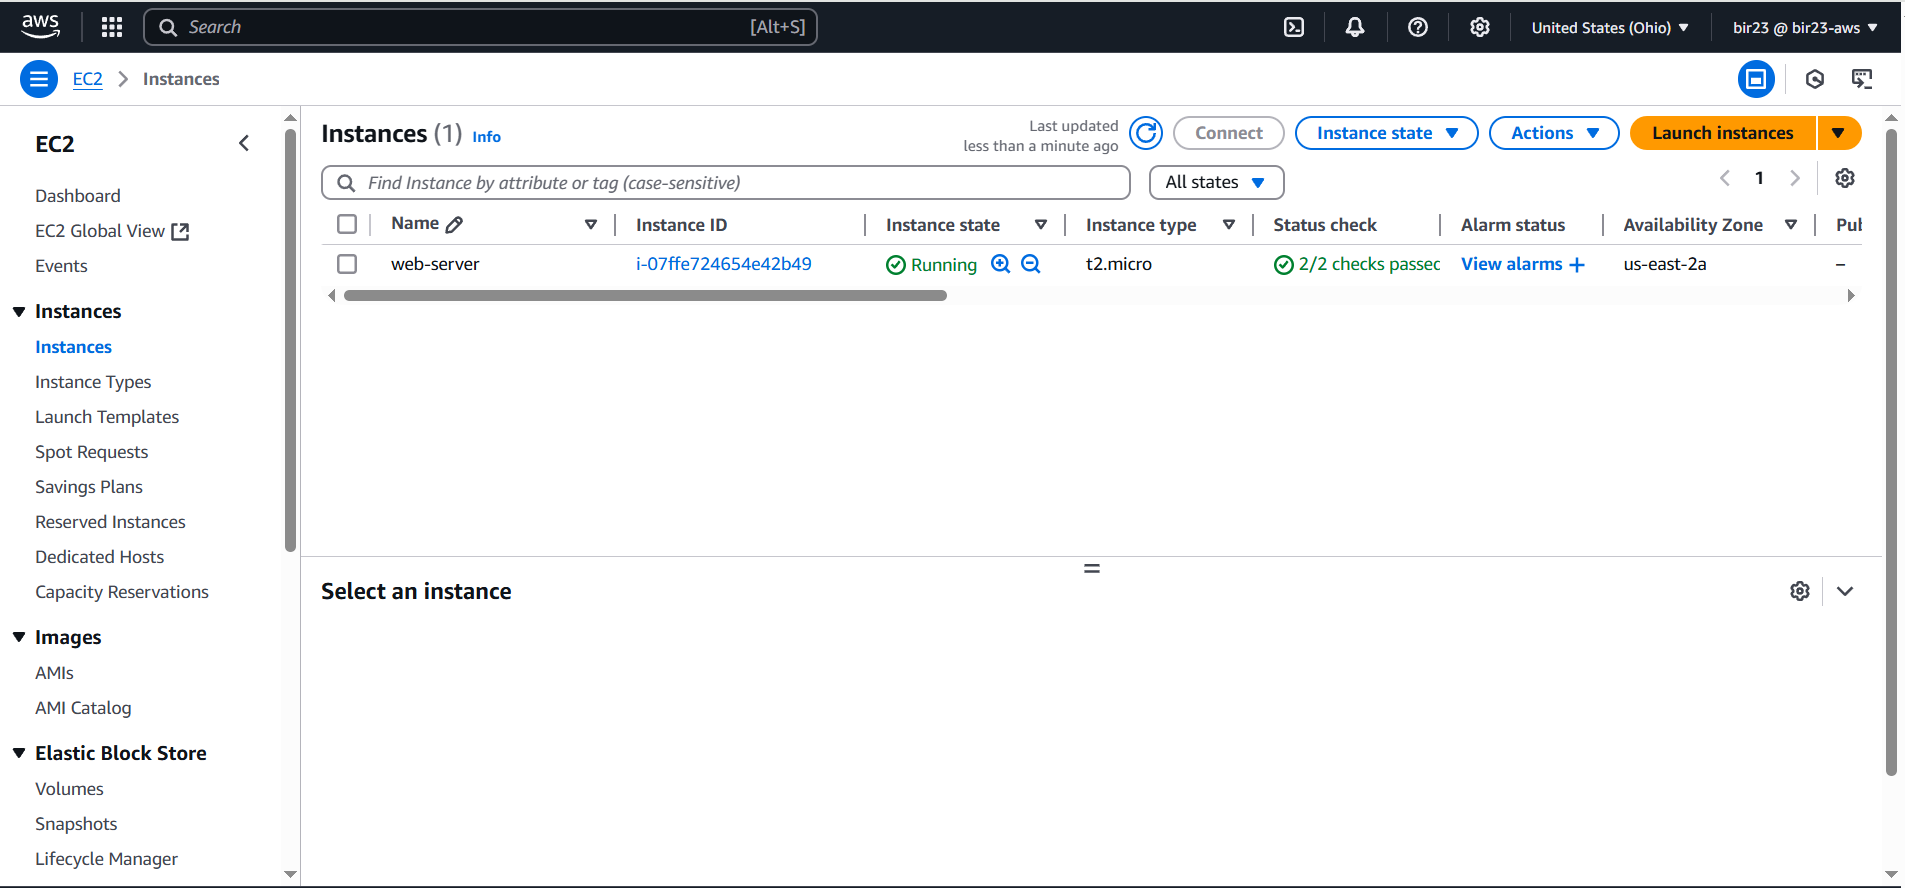 aws
Search [Alt+S]
United States (Ohio)
bir23 @ bir23-aws
EC2 Instances
EC2
Dashboard
EC2 Global View
Events
Instances
Instances
Instance Types
Launch Templates
Spot Requests
Savings Plans
Reserved Instances
Dedicated Hosts
Capacity Reservations
Images
AMIs
AMI Catalog
Elastic Block Store
Volumes
Snapshots
Lifecycle Manager
Instances (1) Info
Last updated
less than a minute ago
Connect
Instance state
Actions
Launch instances
Find Instance by attribute or tag (case-sensitive)
All states
1
Name Instance ID Instance state Instance type Status check Alarm status Availability Zone Pub
web-server i-07ffe724654e42b49 Running t2.micro 2/2 checks passed View alarms + us-east-2a –
Select an instance